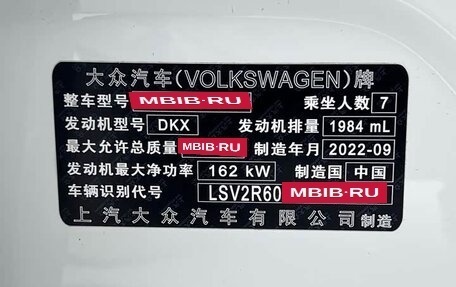 大众汽车(VOLKSWAGEN)牌
整车型号 MBIB·RU 乘坐人数 7
发动机型号 DKX 发动机排量 1984 mL
最大允许总质量 MBIB·RU 制造年月 2022-09
发动机最大净功率 162 kW 制造国 中国
车辆识别代号 LSV2R60 MBIB·RU
上汽大众汽车有限公司 制造